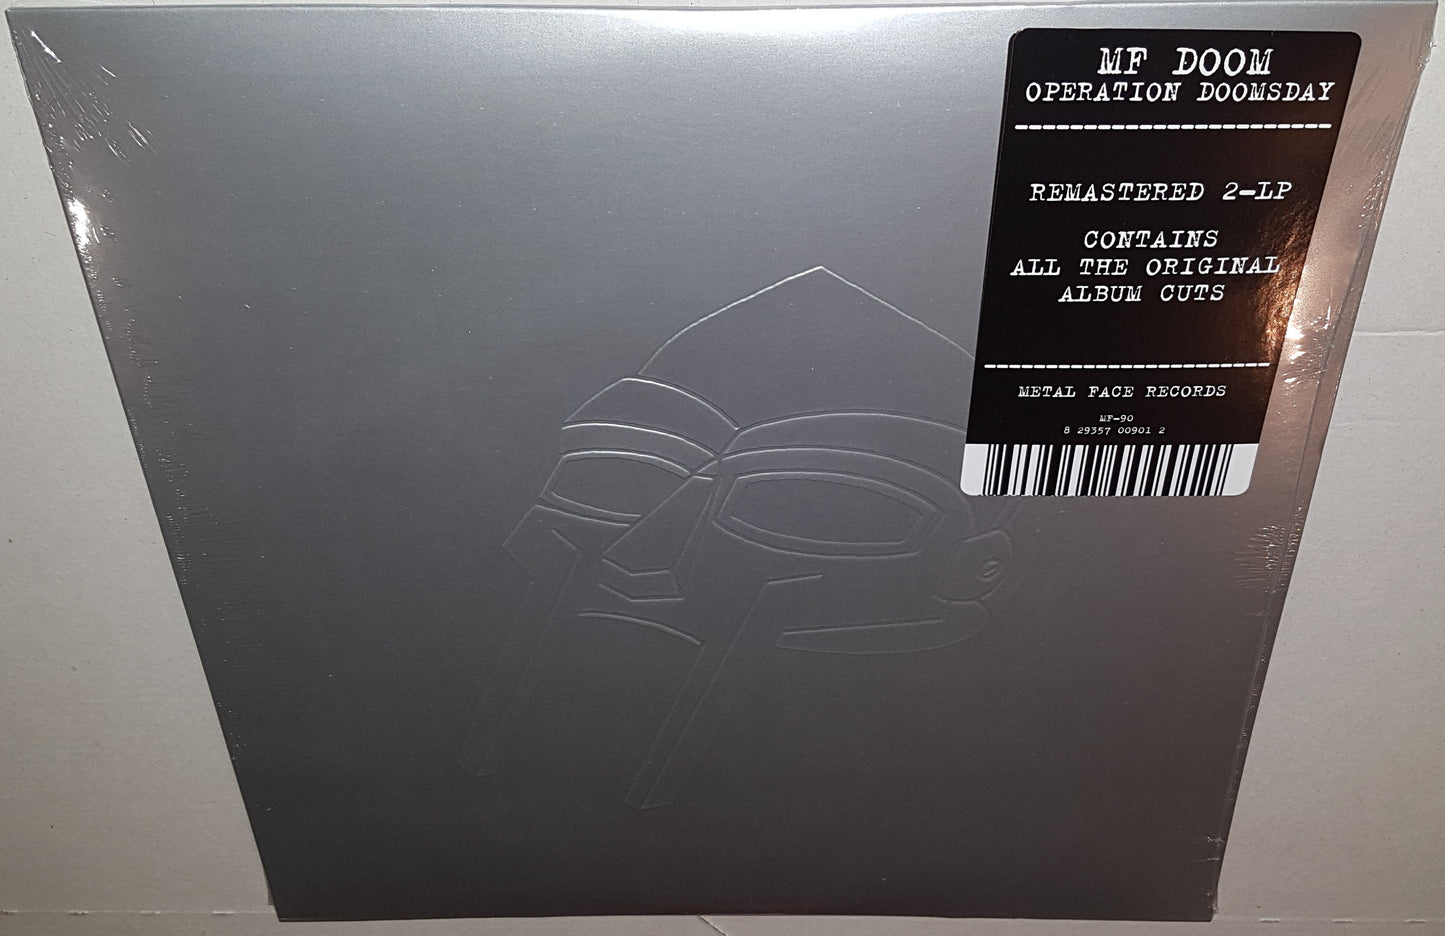 MF DOOM
OPERATION DOOMSDAY
REMASTERED 2-LP
CONTAINS
ALL THE ORIGINAL
ALBUM CUTS
METAL FACE RECORDS
MF-90
8 29357 00901 2